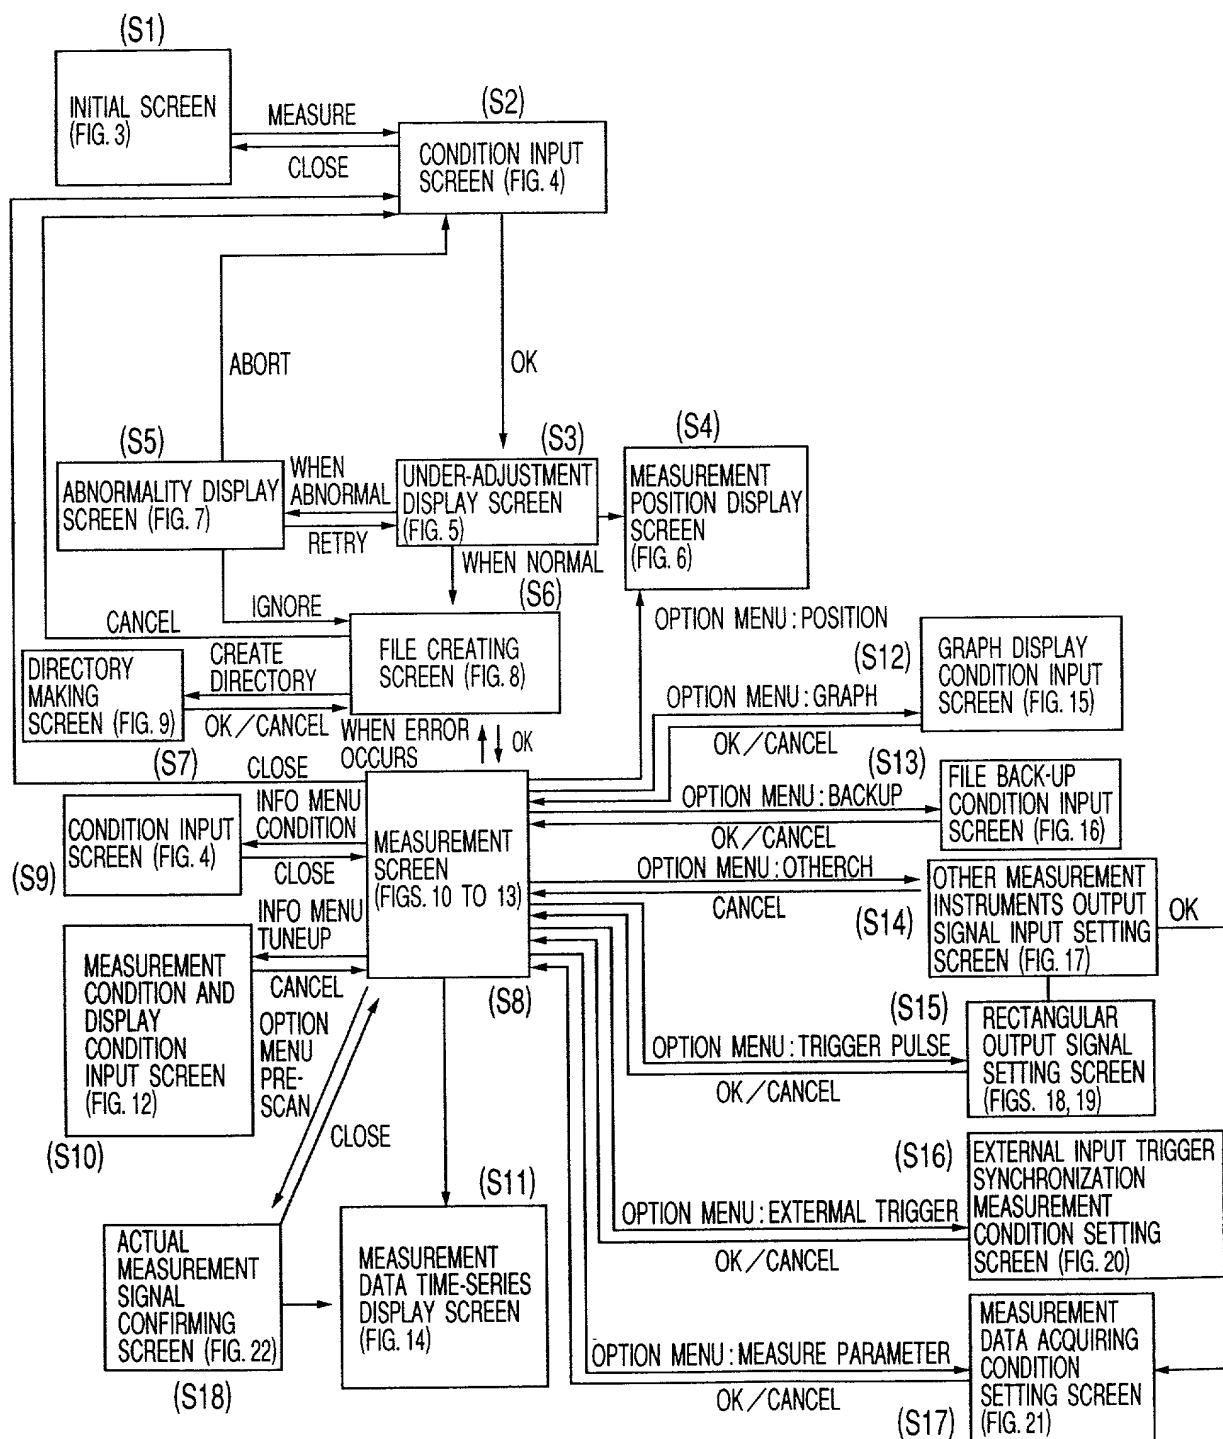 (S1)
INITIAL SCREEN
(FIG. 3)
MEASURE
CLOSE
(S2)
CONDITION INPUT
SCREEN (FIG. 4)
ABORT
OK
(S5)
ABNORMALITY DISPLAY
SCREEN (FIG. 7)
WHEN
ABNORMAL
RETRY
(S3)
UNDER-ADJUSTMENT
DISPLAY SCREEN
(FIG. 5)
(S4)
MEASUREMENT
POSITION DISPLAY
SCREEN
(FIG. 6)
WHEN NORMAL
(S6)
IGNORE
CANCEL
FILE CREATING
SCREEN (FIG. 8)
DIRECTORY
MAKING
SCREEN (FIG. 9)
CREATE
DIRECTORY
OK/CANCEL
(S7)
WHEN ERROR
OCCURS
OK
CLOSE
OPTION MENU:POSITION
(S12)
GRAPH DISPLAY
CONDITION INPUT
SCREEN (FIG. 15)
OPTION MENU:GRAPH
OK/CANCEL
(S13)
FILE BACK-UP
CONDITION INPUT
SCREEN (FIG. 16)
OPTION MENU:BACKUP
OK/CANCEL
INFO MENU
CONDITION
CLOSE
CONDITION INPUT
SCREEN (FIG. 4)
(S9)
MEASUREMENT
SCREEN
(FIGS. 10 TO 13)
(S8)
OPTION MENU:OTHERCH
CANCEL
(S14)
OTHER MEASUREMENT
INSTRUMENTS OUTPUT
SIGNAL INPUT SETTING
SCREEN (FIG. 17)
OK
INFO MENU
TUNEUP
CANCEL
MEASUREMENT
CONDITION AND
DISPLAY
CONDITION
INPUT SCREEN
(FIG. 12)
(S10)
OPTION
MENU
PRE-
SCAN
CLOSE
(S15)
RECTANGULAR
OUTPUT SIGNAL
SETTING SCREEN
(FIGS. 18, 19)
OPTION MENU:TRIGGER PULSE
OK/CANCEL
(S16)
EXTERNAL INPUT TRIGGER
SYNCHRONIZATION
MEASUREMENT
CONDITION SETTING
SCREEN (FIG. 20)
OPTION MENU:EXTERMAL TRIGGER
OK/CANCEL
(S11)
MEASUREMENT
DATA TIME-SERIES
DISPLAY SCREEN
(FIG. 14)
ACTUAL
MEASUREMENT
SIGNAL
CONFIRMING
SCREEN (FIG. 22)
(S18)
OPTION MENU:MEASURE PARAMETER
OK/CANCEL
(S17)
MEASUREMENT
DATA ACQUIRING
CONDITION
SETTING SCREEN
(FIG. 21)